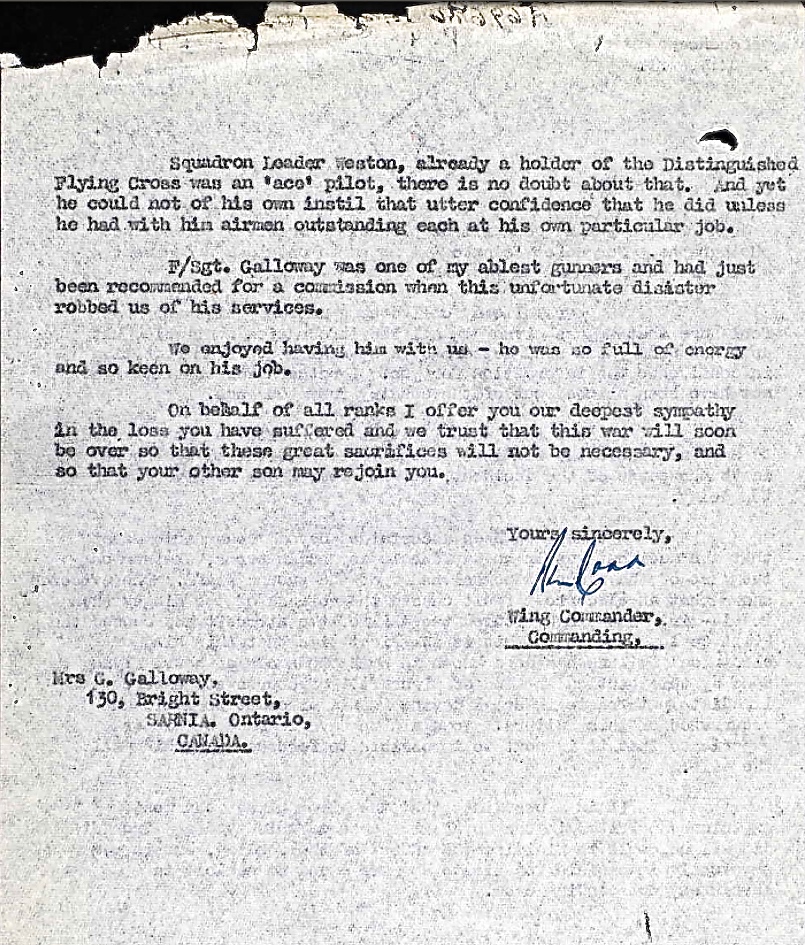 Squadron Leader Weston, already a holder of the Distinguished
Flying Cross was an 'ace' pilot, there is no doubt about that. And yet
he could not of his own instil that utter confidence that he did unless
he had with him airmen outstanding each at his own particular job.
F/Sgt. Galloway was one of my ablest gunners and had just
been recommended for a commission when this unfortunate disister
robbed us of his services.
We enjoyed having him with us - he was so full of energy
and so keen on his job.
On behalf of all ranks I offer you our deepest sympathy
in the loss you have suffered and we trust that this war will soon
be over so that these great sacrifices will not be necessary, and
so that your other son may rejoin you.
Yours sincerely,
Wing Commander,
Commanding,
Mrs G. Galloway,
130, Bright Street,
SARNIA. Ontario,
CANADA.